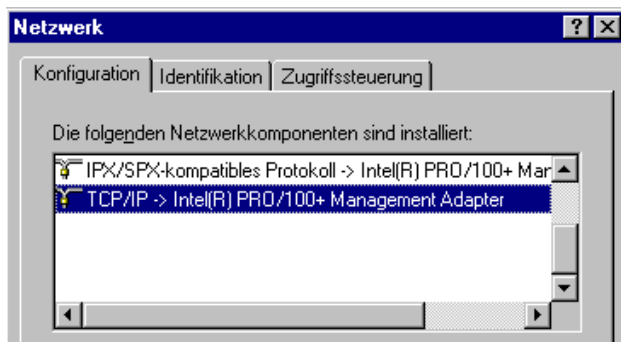 Netzwerk
Konfiguration Identifikation Zugriffssteuerung
Die folgenden Netzwerkkomponenten sind installiert:
IPX/SPX-kompatibles Protokoll -> Intel(R) PRO/100+ Mar
TCP/IP -> Intel(R) PRO/100+ Management Adapter